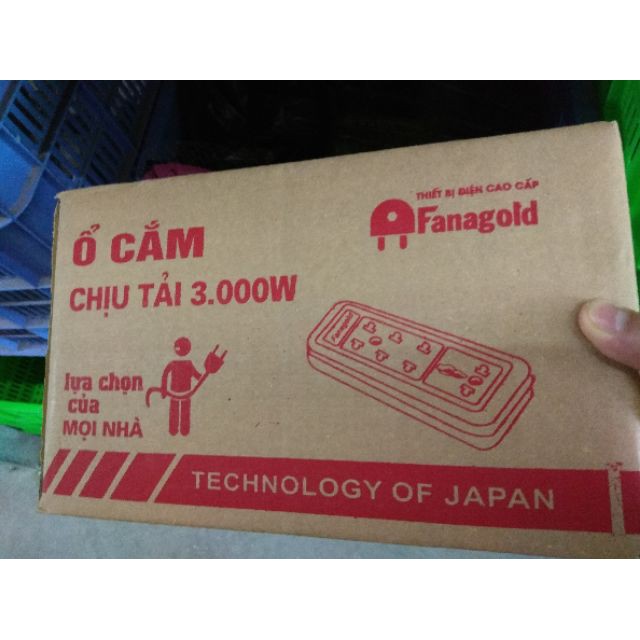 THIẾT BỊ ĐIỆN CAO CẤP
Fanagold
Ổ CẮM
CHỊU TẢI 3.000W
lựa chọn
của
MỌI NHÀ
Fanagold
TECHNOLOGY OF JAPAN